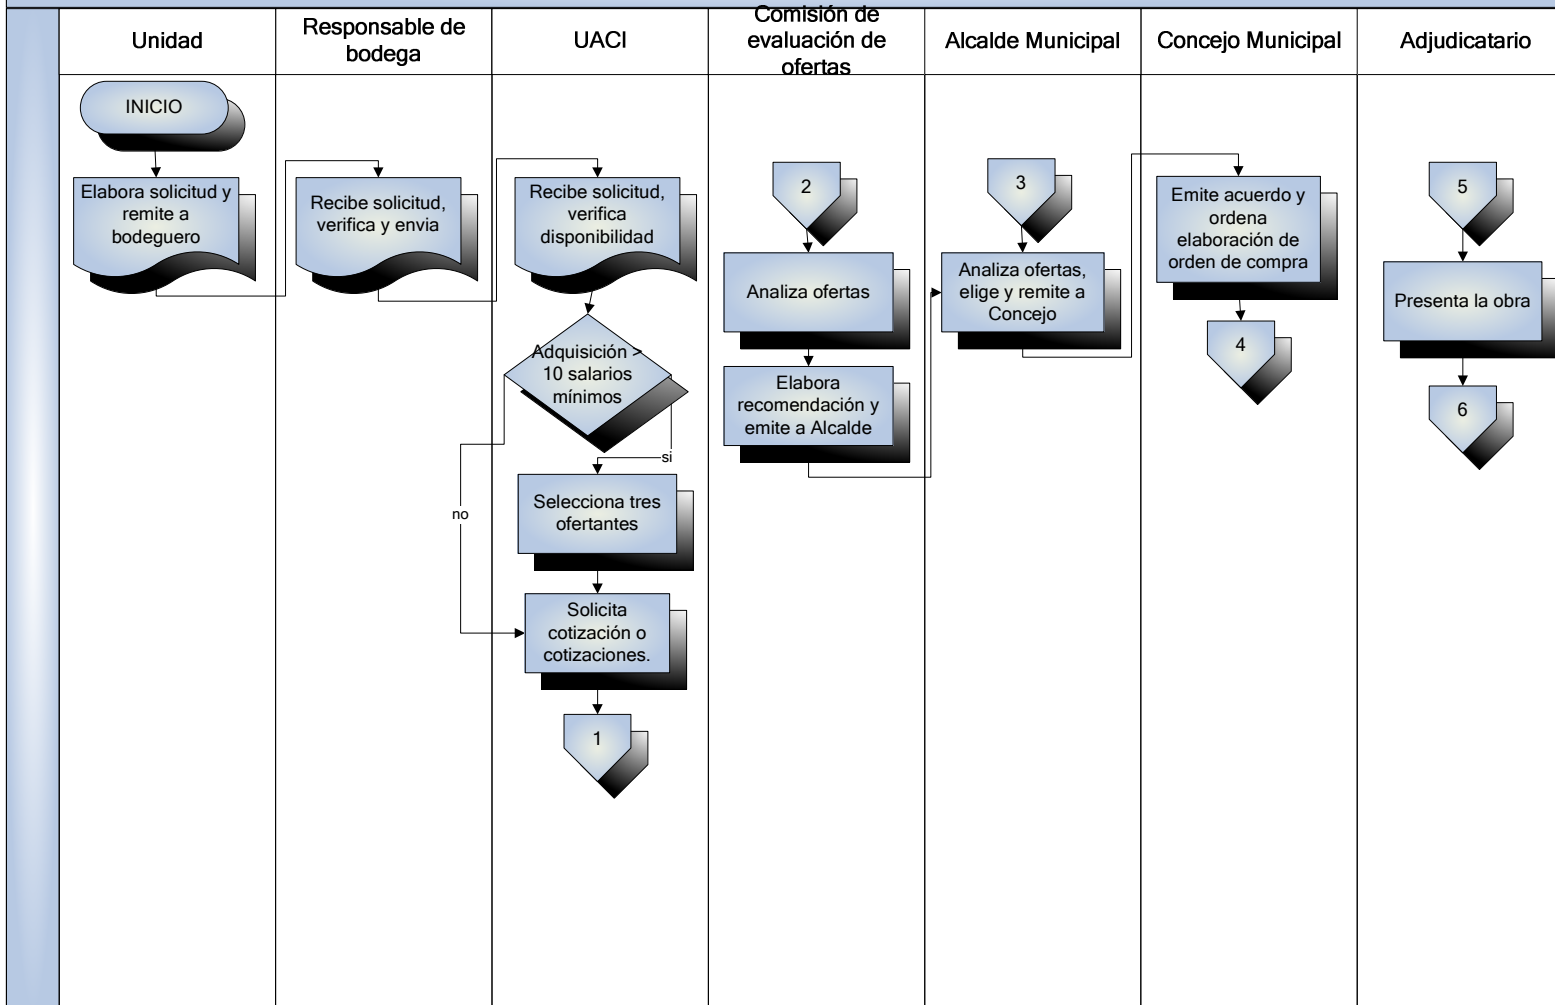 Unidad
Responsable de
bodega
UACI
Comisión de
evaluación de
ofertas
Alcalde Municipal
Concejo Municipal
Adjudicatario
INICIO
Elabora solicitud y
remite a
bodeguero
Recibe solicitud,
verifica y envia
Recibe solicitud,
verifica
disponibilidad
Adquisición >
10 salarios
mínimos
si
no
Selecciona tres
ofertantes
Solicita
cotización o
cotizaciones.
1
2
Analiza ofertas
Elabora
recomendación y
emite a Alcalde
3
Analiza ofertas,
elige y remite a
Concejo
Emite acuerdo y
ordena
elaboración de
orden de compra
4
5
Presenta la obra
6